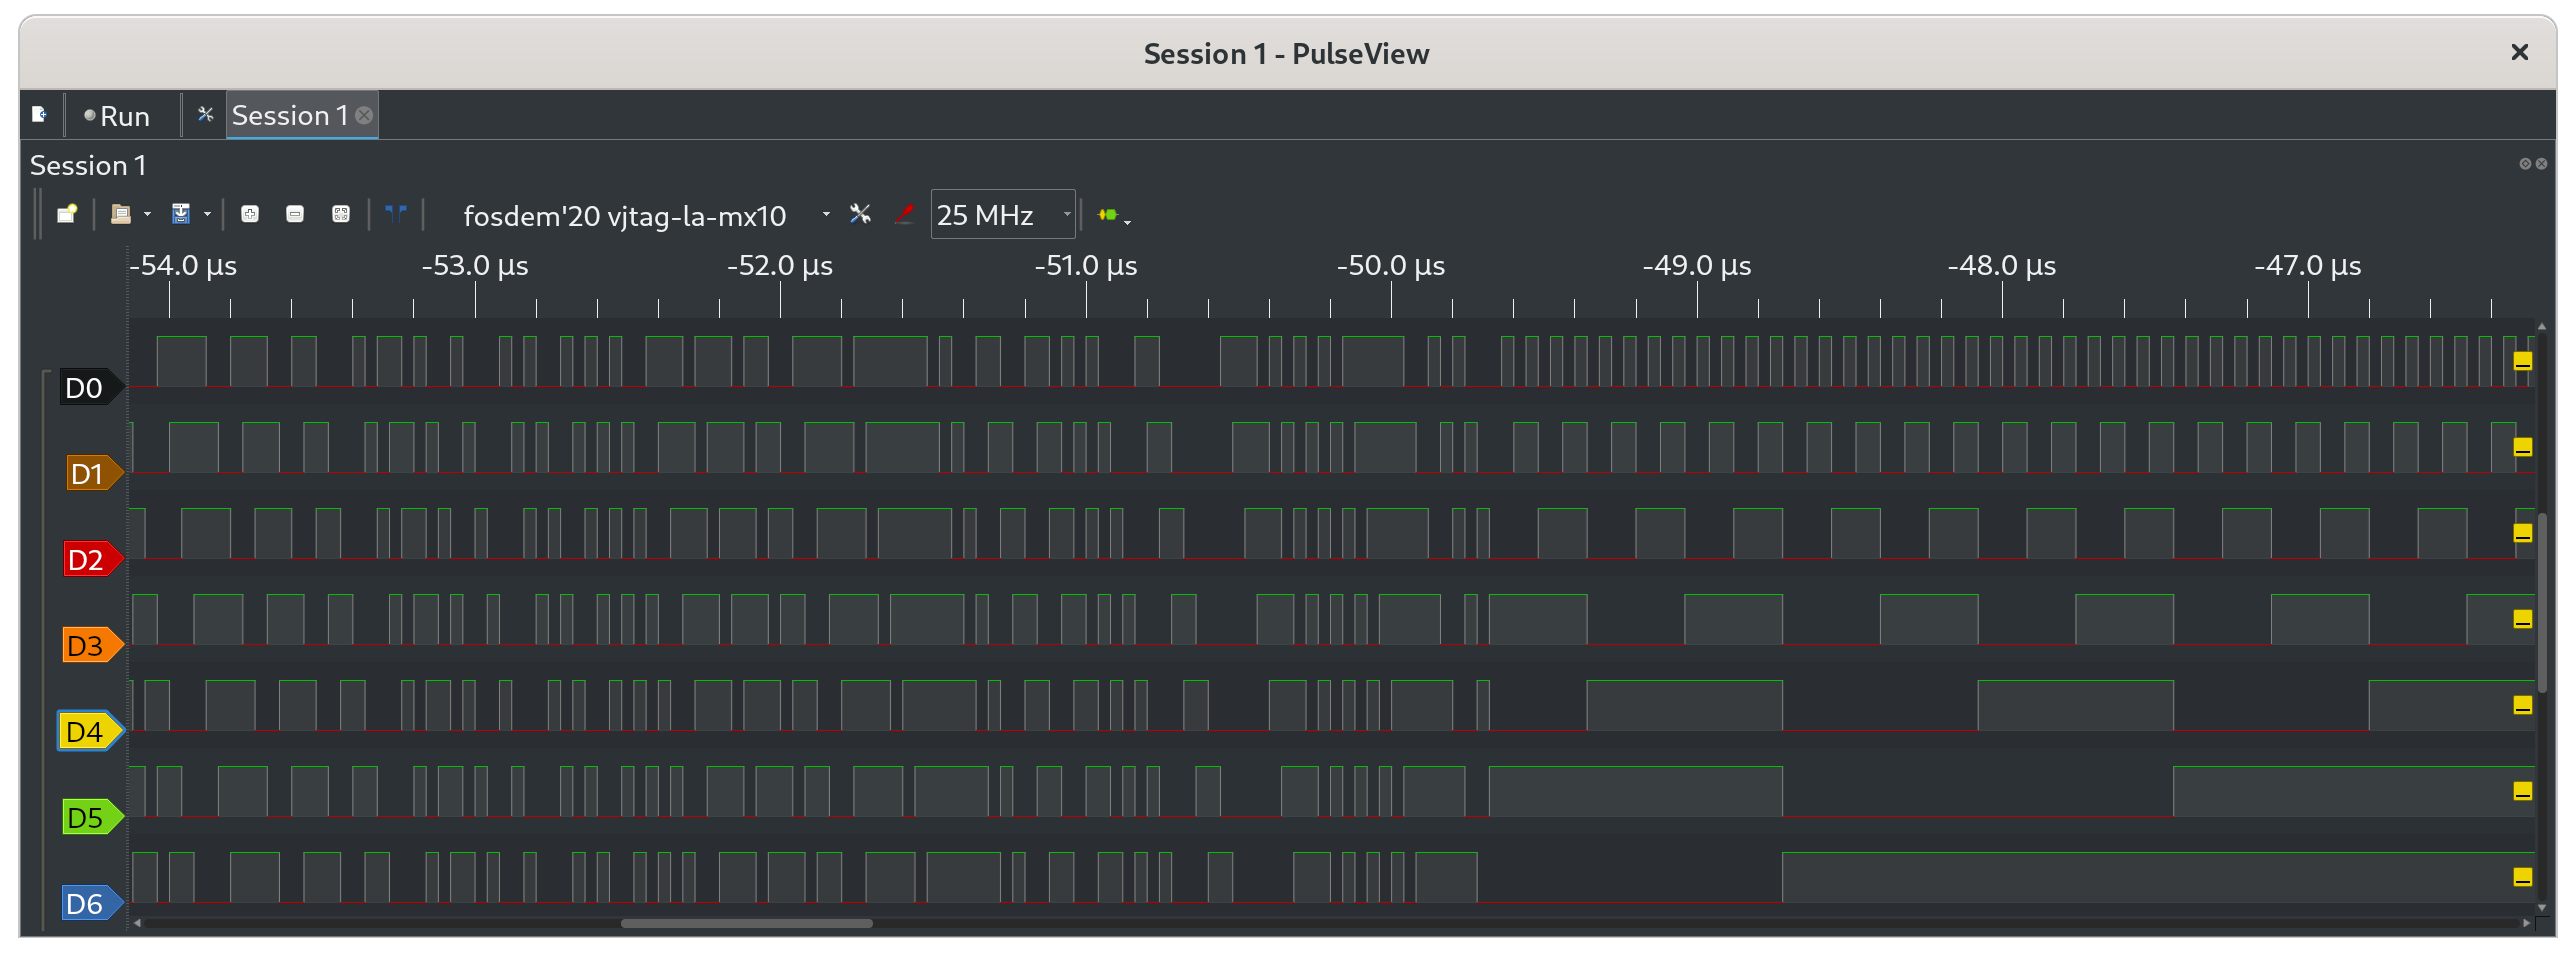 Session 1 - PulseView
Run
Session 1
Session 1
fosdem'20 vjtag-la-mx10
25 MHz
-54.0 µs -53.0 µs -52.0 µs -51.0 µs -50.0 µs -49.0 µs -48.0 µs -47.0 µs
D0
D1
D2
D3
D4
D5
D6